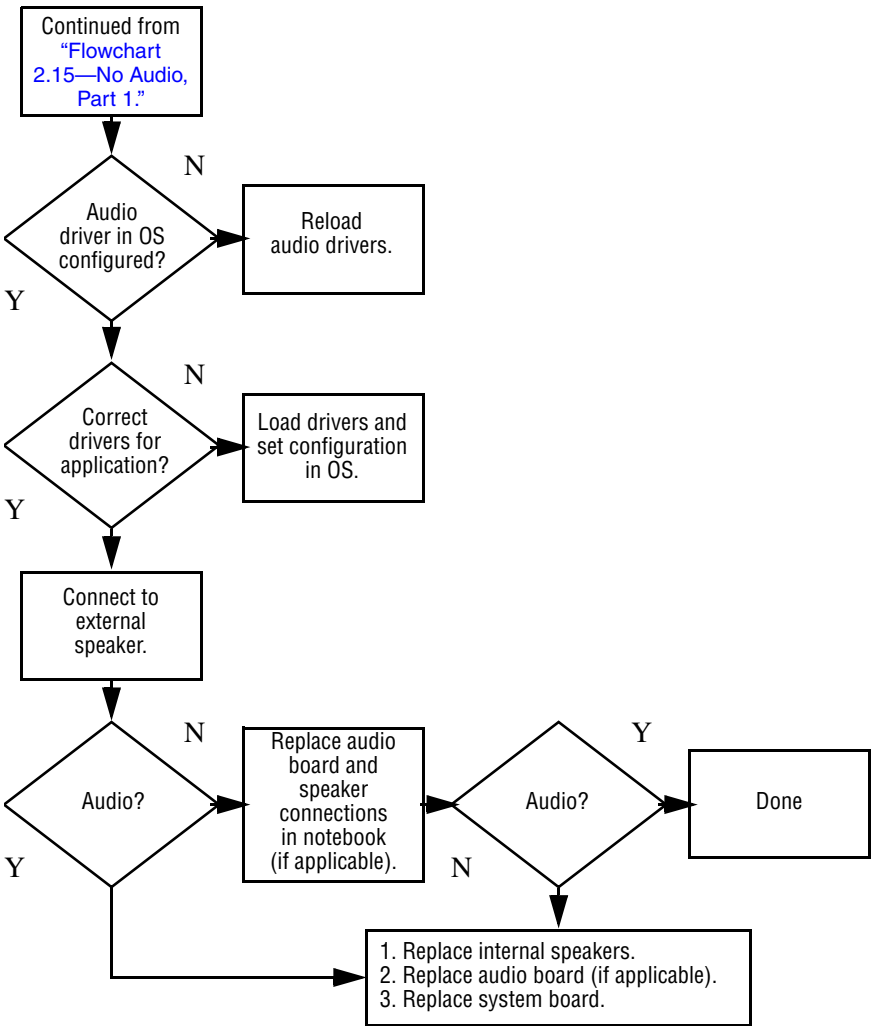 Continued from
“Flowchart
2.15—No Audio,
Part 1.”
N
Audio
driver in OS
configured?
Reload
audio drivers.
Y
N
Correct
drivers for
application?
Load drivers and
set configuration
in OS.
Y
Connect to
external
speaker.
N
Audio?
Y
Replace audio
board and
speaker
connections
in notebook
(if applicable).
Y
Audio?
N
Done
1. Replace internal speakers.
2. Replace audio board (if applicable).
3. Replace system board.